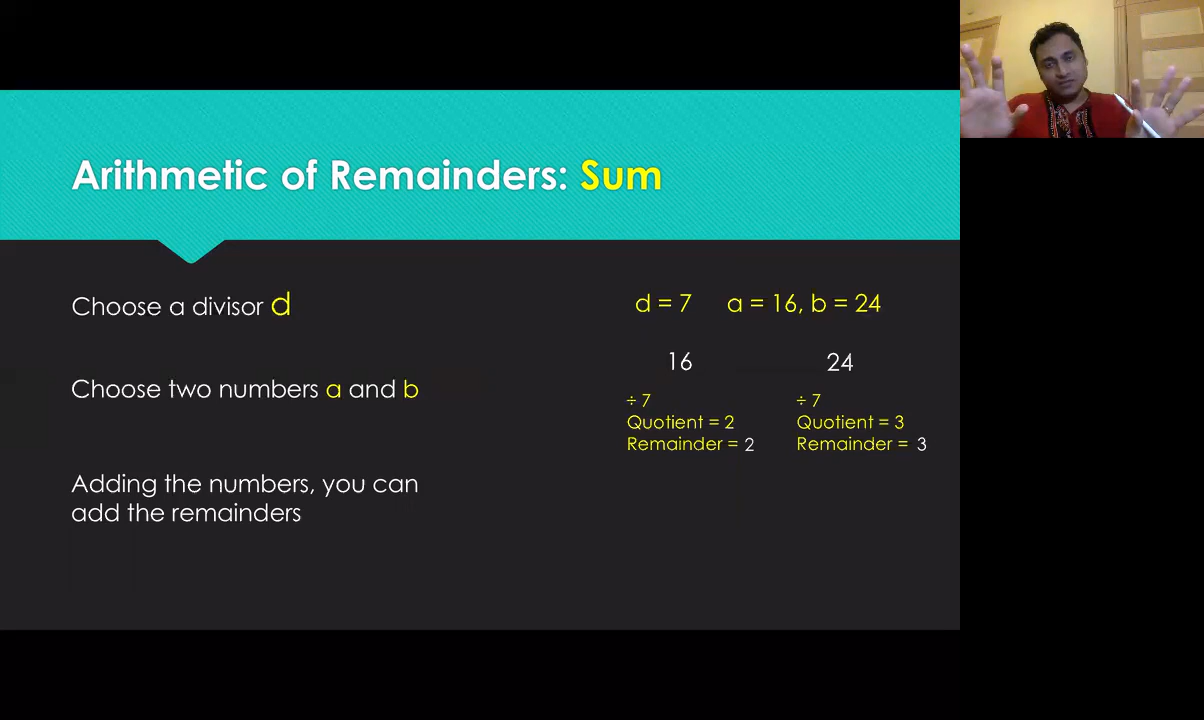 Arithmetic of Remainders: Sum
Choose a divisor d
Choose two numbers a and b
Adding the numbers, you can
add the remainders
d = 7 a = 16, b = 24
16 24
÷ 7 ÷ 7
Quotient = 2 Quotient = 3
Remainder = 2 Remainder = 3